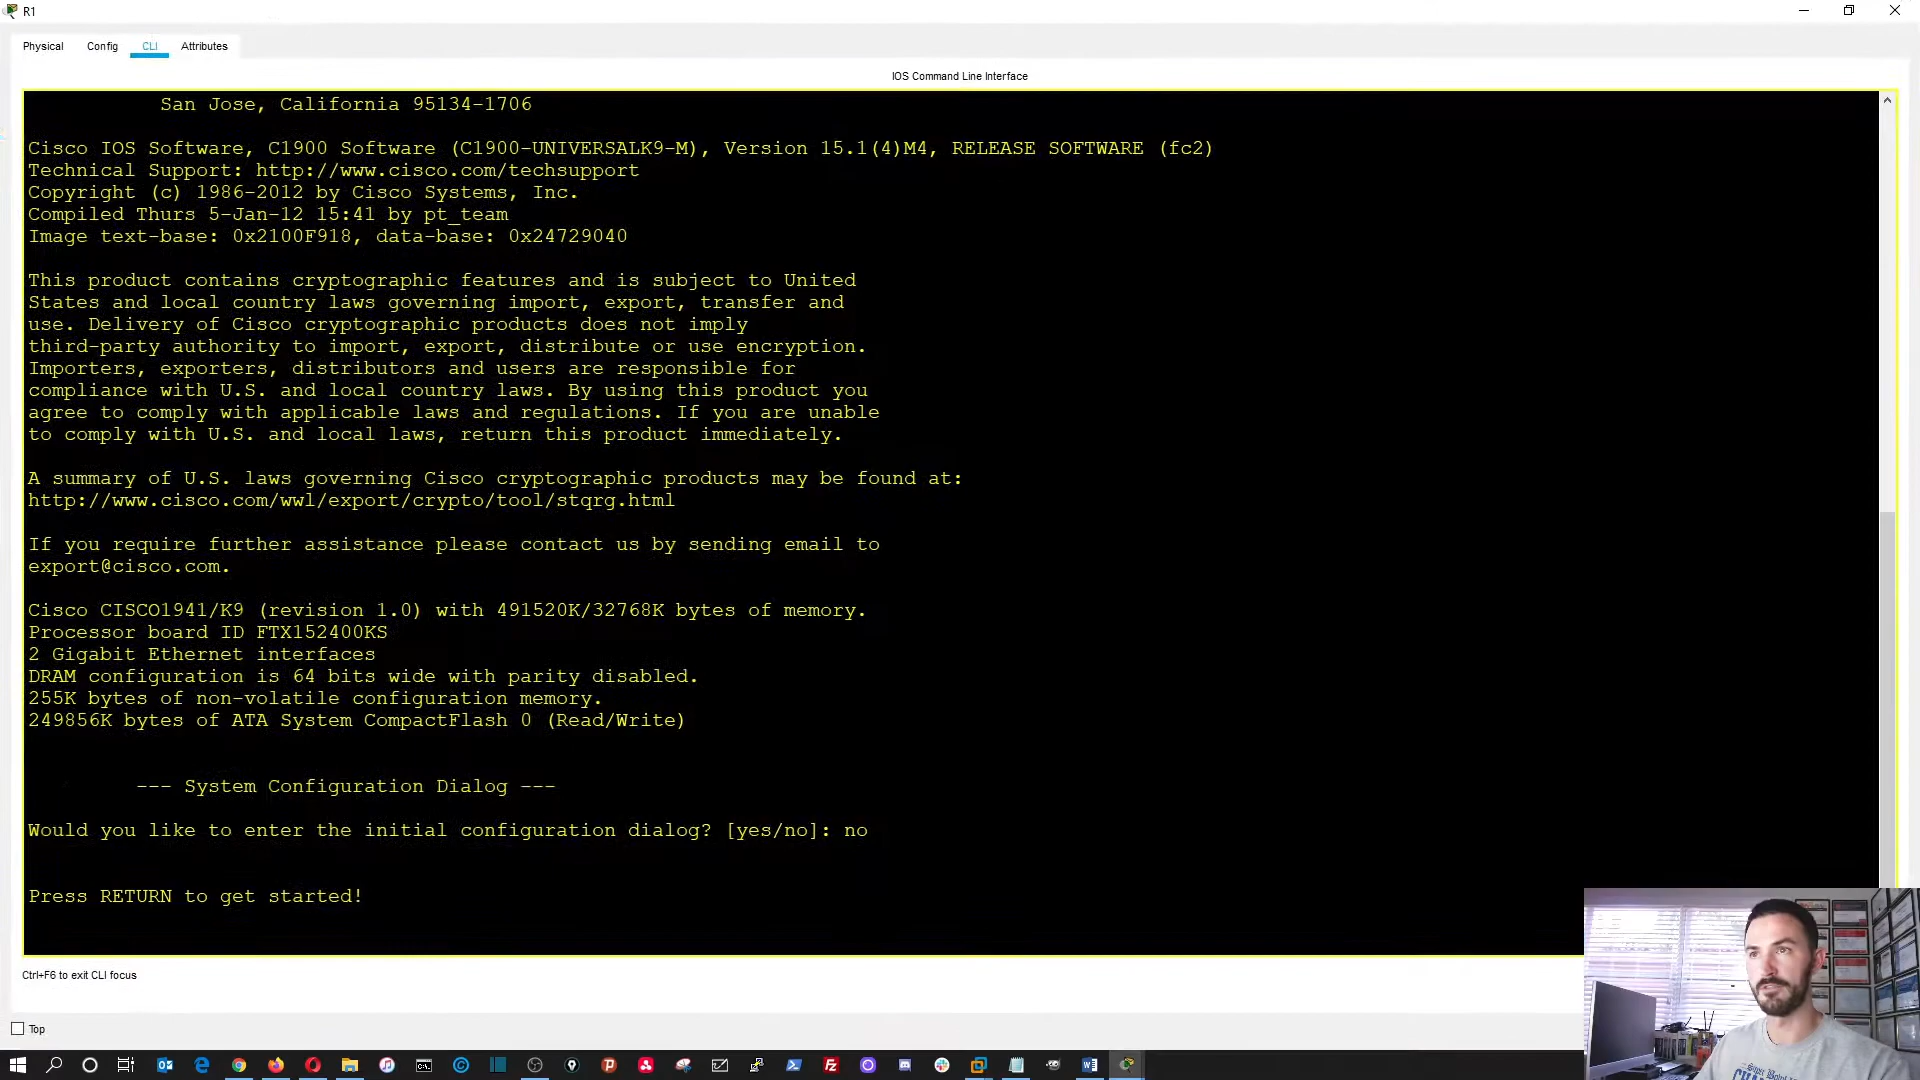 R1
Physical Config CLI Attributes
IOS Command Line Interface
San Jose, California 95134-1706
Cisco IOS Software, C1900 Software (C1900-UNIVERSALK9-M), Version 15.1(4)M4, RELEASE SOFTWARE (fc2)
Technical Support: http://www.cisco.com/techsupport
Copyright (c) 1986-2012 by Cisco Systems, Inc.
Compiled Thurs 5-Jan-12 15:41 by pt_team
Image text-base: 0x2100F918, data-base: 0x24729040
This product contains cryptographic features and is subject to United
States and local country laws governing import, export, transfer and
use. Delivery of Cisco cryptographic products does not imply
third-party authority to import, export, distribute or use encryption.
Importers, exporters, distributors and users are responsible for
compliance with U.S. and local country laws. By using this product you
agree to comply with applicable laws and regulations. If you are unable
to comply with U.S. and local laws, return this product immediately.
A summary of U.S. laws governing Cisco cryptographic products may be found at:
http://www.cisco.com/wwl/export/crypto/tool/stqrg.html
If you require further assistance please contact us by sending email to
export@cisco.com.
Cisco CISCO1941/K9 (revision 1.0) with 491520K/32768K bytes of memory.
Processor board ID FTX152400KS
2 Gigabit Ethernet interfaces
DRAM configuration is 64 bits wide with parity disabled.
255K bytes of non-volatile configuration memory.
249856K bytes of ATA System CompactFlash 0 (Read/Write)
--- System Configuration Dialog ---
Would you like to enter the initial configuration dialog? [yes/no]: no
Press RETURN to get started!
Ctrl+F6 to exit CLI focus
Top